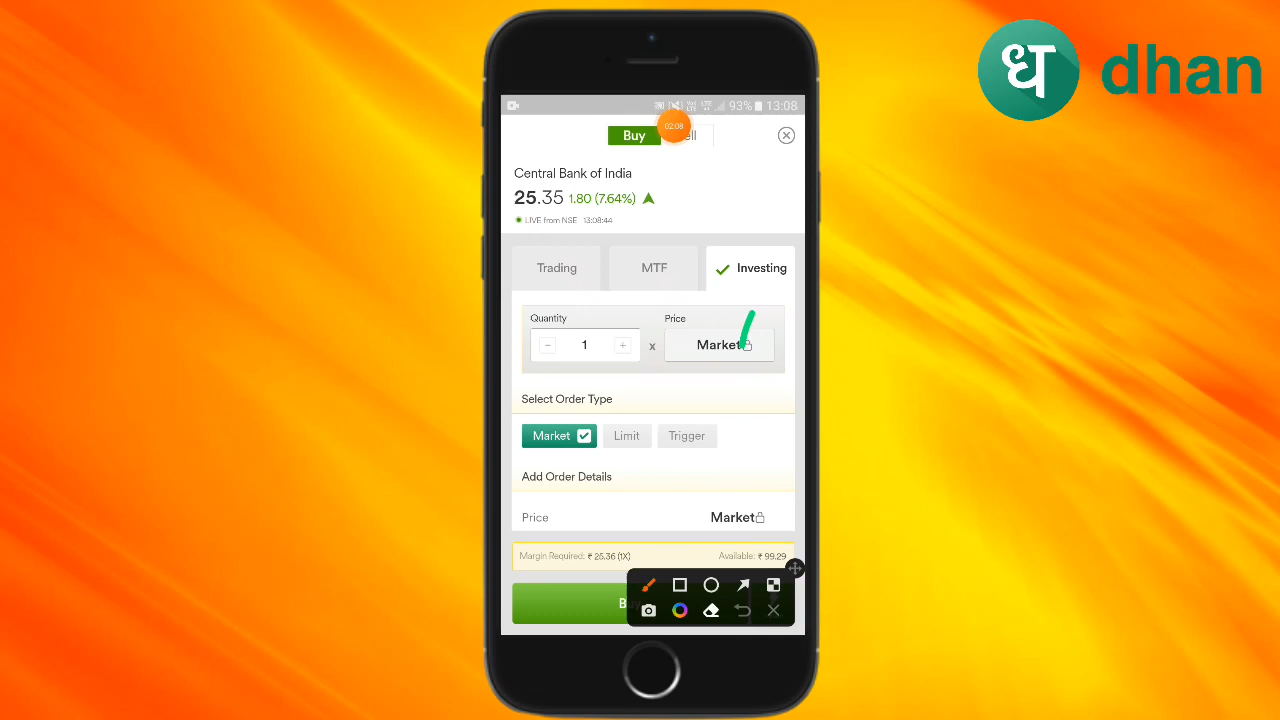 ध dhan
93% 13:08
02:08
Buy
Central Bank of India
25.35 1.80 (7.64%)
LIVE from NSE 13:08:44
Trading MTF Investing
Quantity Price
- 1 + x Market
Select Order Type
Market Limit Trigger
Add Order Details
Price Market
Margin Required: ₹ 25.36 (1X) Available: ₹ 99.29